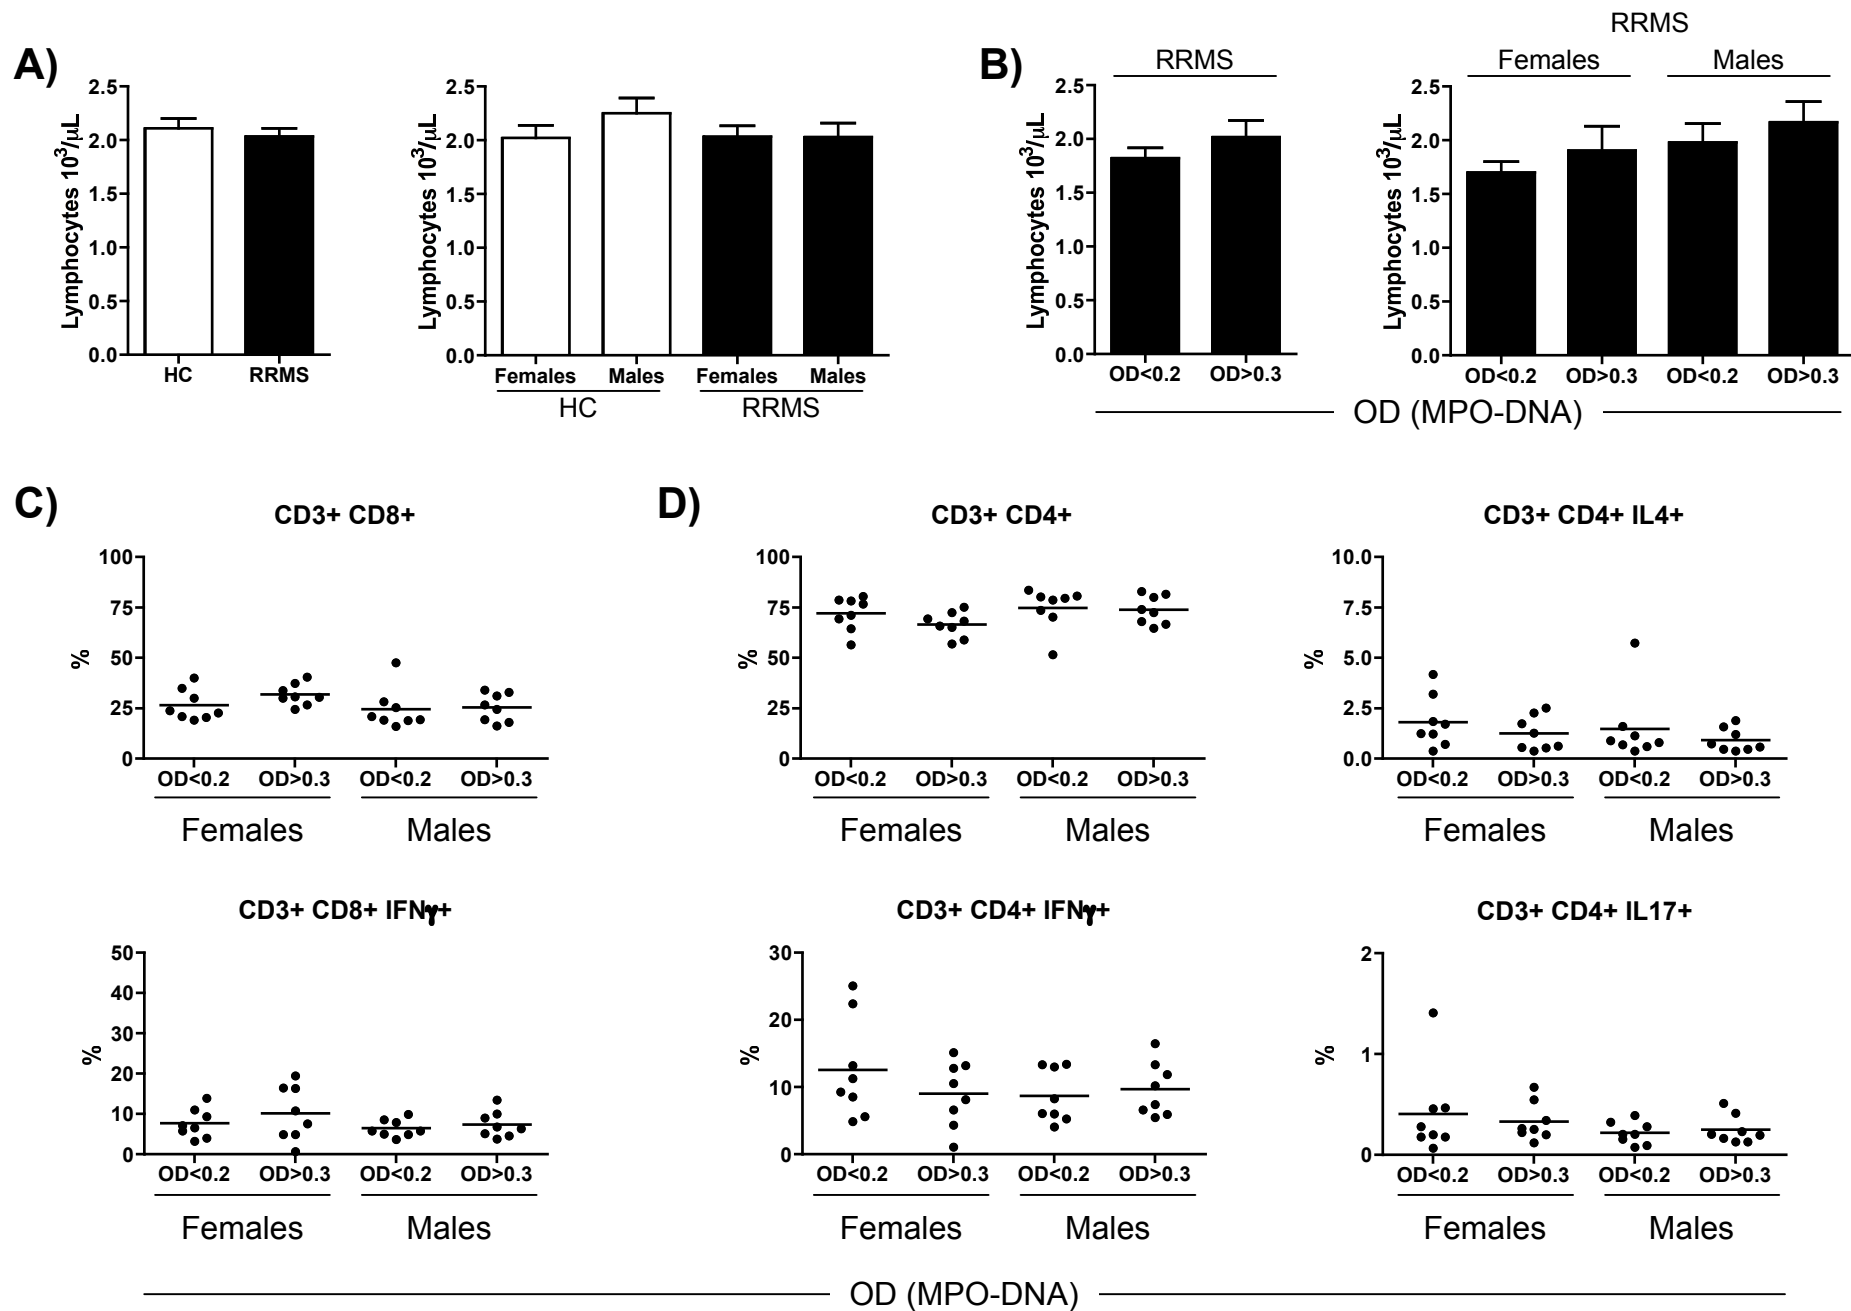 A)
Lymphocytes 10³/μL
2.5
2.0
1.5
1.0
0.5
0.0
HC RRMS
Lymphocytes 10³/μL
2.5
2.0
1.5
1.0
0.5
0.0
Females Males Females Males
HC RRMS
B)
RRMS
Lymphocytes 10³/μL
2.5
2.0
1.5
1.0
0.5
0.0
OD<0.2 OD>0.3
RRMS
Females Males
Lymphocytes 10³/μL
2.5
2.0
1.5
1.0
0.5
0.0
OD<0.2 OD>0.3 OD<0.2 OD>0.3
OD (MPO-DNA)
C)
CD3+ CD8+
%
100
75
50
25
0
OD<0.2 OD>0.3 OD<0.2 OD>0.3
Females Males
CD3+ CD8+ IFNγ+
%
50
40
30
20
10
0
OD<0.2 OD>0.3 OD<0.2 OD>0.3
Females Males
D)
CD3+ CD4+
%
100
75
50
25
0
OD<0.2 OD>0.3 OD<0.2 OD>0.3
Females Males
CD3+ CD4+ IL4+
%
10.0
7.5
5.0
2.5
0.0
OD<0.2 OD>0.3 OD<0.2 OD>0.3
Females Males
CD3+ CD4+ IFNγ+
%
30
20
10
0
OD<0.2 OD>0.3 OD<0.2 OD>0.3
Females Males
CD3+ CD4+ IL17+
%
2
1
0
OD<0.2 OD>0.3 OD<0.2 OD>0.3
Females Males
OD (MPO-DNA)